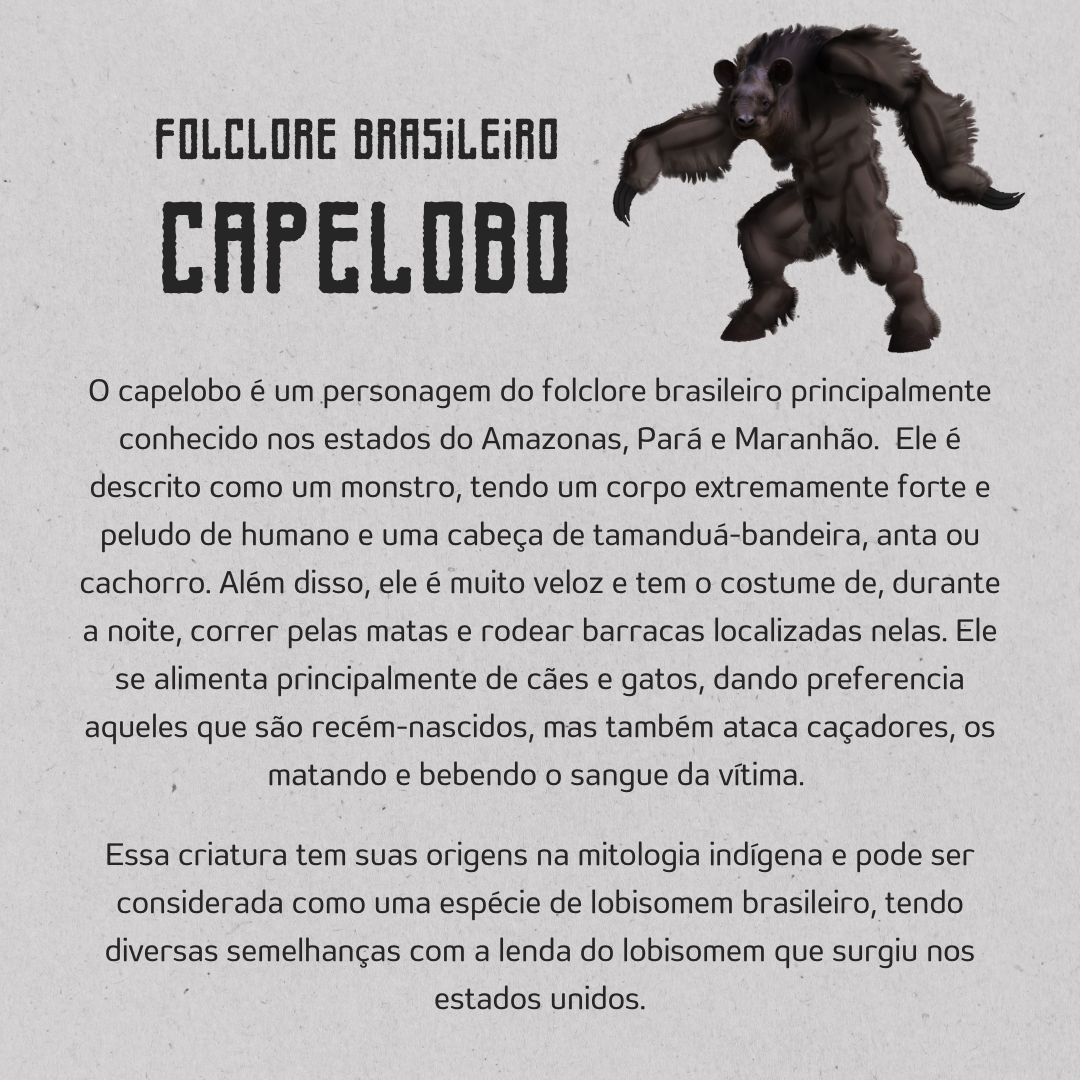 FOLCLORE BRASiLEiRO
CAPELOBO
O capelobo é um personagem do folclore brasileiro principalmente
conhecido nos estados do Amazonas, Pará e Maranhão.  Ele é
descrito como um monstro, tendo um corpo extremamente forte e
peludo de humano e uma cabeça de tamanduá-bandeira, anta ou
cachorro. Além disso, ele é muito veloz e tem o costume de, durante
a noite, correr pelas matas e rodear barracas localizadas nelas. Ele
se alimenta principalmente de cães e gatos, dando preferencia
aqueles que são recém-nascidos, mas também ataca caçadores, os
matando e bebendo o sangue da vítima.
Essa criatura tem suas origens na mitologia indígena e pode ser
considerada como uma espécie de lobisomem brasileiro, tendo
diversas semelhanças com a lenda do lobisomem que surgiu nos
estados unidos.